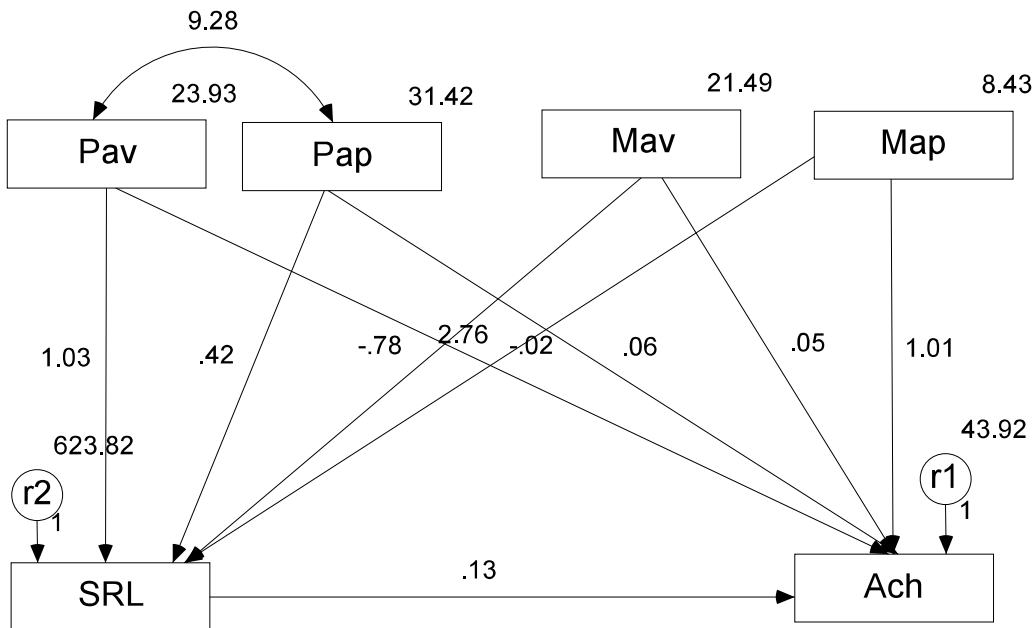 9.28
23.93
31.42
21.49
8.43
Pav
Pap
Mav
Map
1.03
.42
-.78
2.76
-.02
.06
.05
1.01
623.82
43.92
r2
1
r1
1
SRL
.13
Ach